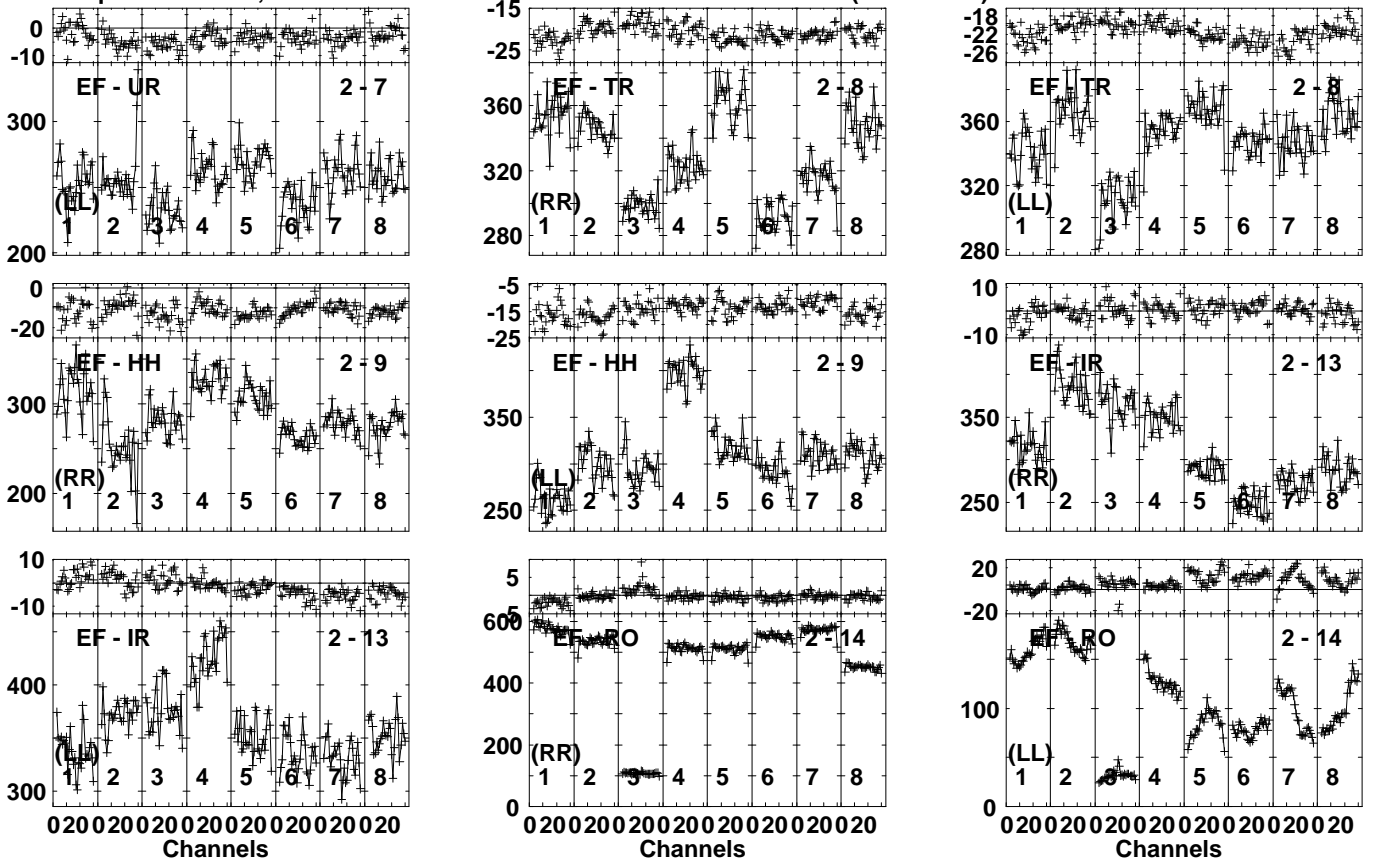 0
-10
EF - UR 2 - 7
300
(LL)
1 2 3 4 5 6 7 8
200
-15
-25
EF - TR 2 - 8
360
320
(RR)
1 2 3 4 5 6 7 8
280
-18
-22
-26
EF - TR 2 - 8
360
320
(LL)
1 2 3 4 5 6 7 8
280
0
-20
EF - HH 2 - 9
300
(RR)
200
1 2 3 4 5 6 7 8
-5
-15
-25
EF - HH 2 - 9
350
(LL)
250
1 2 3 4 5 6 7 8
10
-10
EF - IR 2 - 13
350
(RR)
250
1 2 3 4 5 6 7 8
10
-10
EF - IR 2 - 13
400
(LL)
1 2 3 4 5 6 7 8
300
0 20 0 20 0 20 0 20 0 20 0 20 0 20 0 20
Channels
5
600
EF - RO 2 - 14
400
200
(RR)
1 2 3 4 5 6 7 8
0
0 20 0 20 0 20 0 20 0 20 0 20 0 20 0 20
Channels
20
-20
EF - RO 2 - 14
100
(LL)
1 2 3 4 5 6 7 8
0
0 20 0 20 0 20 0 20 0 20 0 20 0 20 0 20
Channels